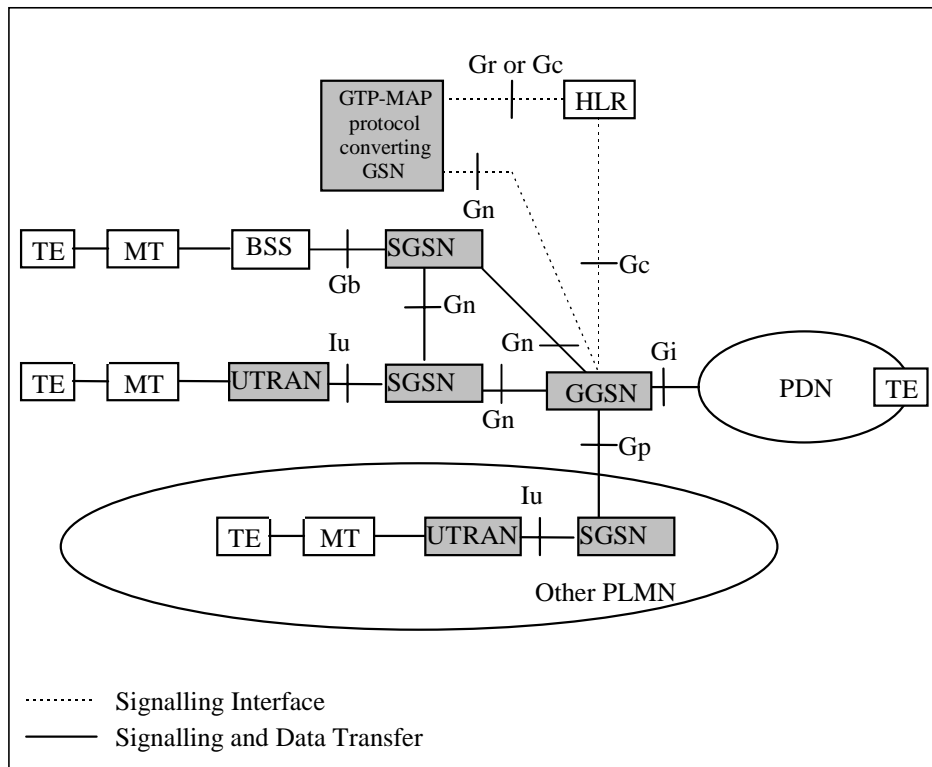 Gr or Gc
GTP-MAP
protocol
converting
GSN
HLR
Gn
TE
MT
BSS
Gb
SGSN
Gc
Gn
TE
MT
UTRAN
Iu
SGSN
Gn
Gn
GGSN
Gi
PDN
TE
Gp
TE
MT
UTRAN
Iu
SGSN
Other PLMN
Signalling Interface
Signalling and Data Transfer